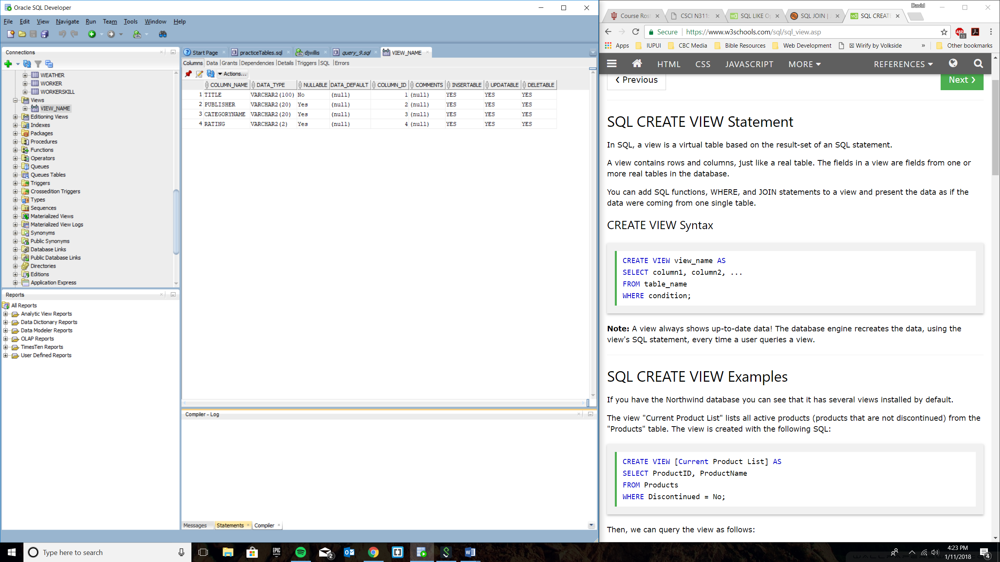 Oracle SQL Developer
File Edit View Navigate Run Team Tools Window Help
Connections
WEATHER
WORKER
WORKERSKILL
Views
VIEW_NAME
Editioning Views
Indexes
Packages
Procedures
Functions
Operators
Queues
Queues Tables
Triggers
Crossedition Triggers
Types
Sequences
Materialized Views
Materialized View Logs
Synonyms
Public Synonyms
Database Links
Public Database Links
Directories
Editions
Application Express
Reports
All Reports
Analytic View Reports
Data Dictionary Reports
Data Modeler Reports
OLAP Reports
TimesTen Reports
User Defined Reports
Start Page practiceTables.sql djwillis query_9.sql VIEW_NAME
Columns Data Grants Dependencies Details Triggers SQL Errors
Actions...
COLUMN_NAME DATA_TYPE NULLABLE DATA_DEFAULT COLUMN_ID COMMENTS INSERTABLE UPDATABLE DELETABLE
1 TITLE VARCHAR2(100) No (null) 1 (null) YES YES YES
2 PUBLISHER VARCHAR2(20) Yes (null) 2 (null) YES YES YES
3 CATEGORYNAME VARCHAR2(20) Yes (null) 3 (null) YES YES YES
4 RATING VARCHAR2(2) Yes (null) 4 (null) YES YES YES
Compiler - Log
Messages Statements Compiler
David
Course Ros CSCI N311: SQL LIKE O SQL JOIN | SQL CREATE
Secure https://www.w3schools.com/sql/sql_view.asp
ABP 13
Apps IUPUI CBC Media Bible Resources Web Development Wirify by Volkside » Other bookmarks
HTML CSS JAVASCRIPT MORE REFERENCES
❮ Previous
Next ❯
SQL CREATE VIEW Statement
In SQL, a view is a virtual table based on the result-set of an SQL statement.
A view contains rows and columns, just like a real table. The fields in a view are fields from one or
more real tables in the database.
You can add SQL functions, WHERE, and JOIN statements to a view and present the data as if the
data were coming from one single table.
CREATE VIEW Syntax
CREATE VIEW view_name AS
SELECT column1, column2, ...
FROM table_name
WHERE condition;
Note: A view always shows up-to-date data! The database engine recreates the data, using the
view's SQL statement, every time a user queries a view.
SQL CREATE VIEW Examples
If you have the Northwind database you can see that it has several views installed by default.
The view "Current Product List" lists all active products (products that are not discontinued) from the
"Products" table. The view is created with the following SQL:
CREATE VIEW [Current Product List] AS
SELECT ProductID, ProductName
FROM Products
WHERE Discontinued = No;
Then, we can query the view as follows:
Type here to search
EPIC GAMES
2
4:23 PM
1/11/2018
4